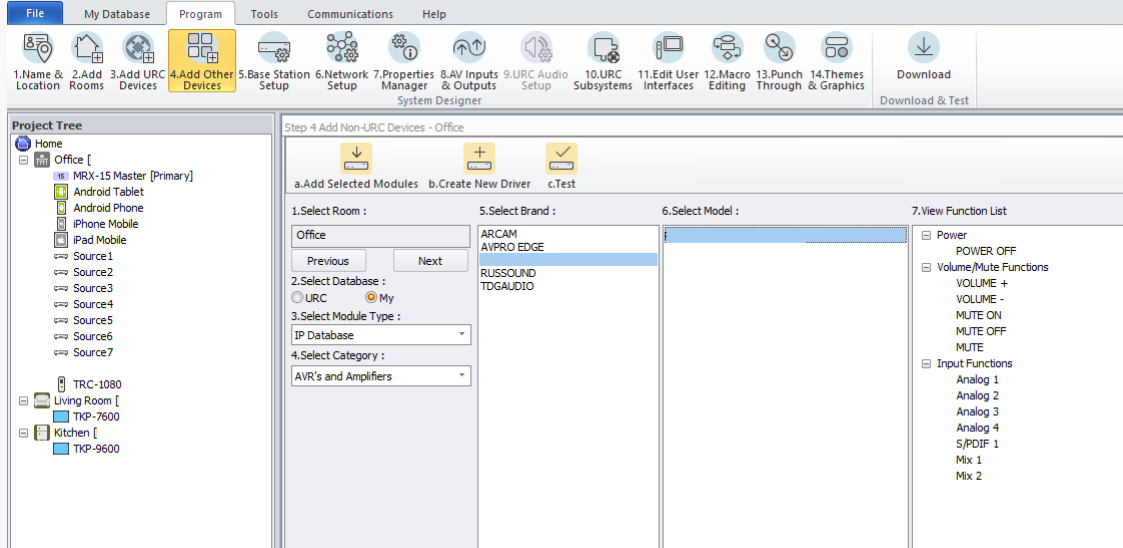 File My Database Program Tools Communications Help
1.Name & Location 2.Add Rooms 3.Add URC Devices 4.Add Other Devices 5.Base Station Setup 6.Network Setup 7.Properties Manager 8.AV Inputs & Outputs 9.URC Audio Setup 10.URC Subsystems 11.Edit User Interfaces 12.Macro Editing 13.Punch Through 14.Themes & Graphics Download
System Designer Download & Test
Project Tree
Home
Office [
15 MRX-15 Master [Primary]
Android Tablet
Android Phone
iPhone Mobile
iPad Mobile
Source1
Source2
Source3
Source4
Source5
Source6
Source7
TRC-1080
Living Room [
TKP-7600
Kitchen [
TKP-9600
Step 4 Add Non-URC Devices - Office
a.Add Selected Modules b.Create New Driver c.Test
1.Select Room :
Office
Previous Next
2.Select Database :
URC My
3.Select Module Type :
IP Database
4.Select Category :
AVR's and Amplifiers
5.Select Brand :
ARCAM
AVPRO EDGE
RUSSOUND
TDGAUDIO
6.Select Model :
7.View Function List
Power
POWER OFF
Volume/Mute Functions
VOLUME +
VOLUME -
MUTE ON
MUTE OFF
MUTE
Input Functions
Analog 1
Analog 2
Analog 3
Analog 4
S/PDIF 1
Mix 1
Mix 2